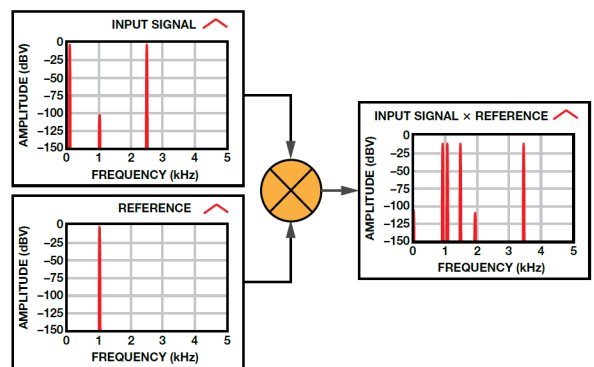 INPUT SIGNAL
AMPLITUDE (dBV)
0
–25
–50
–75
–100
–125
–150
0 1 2 3 4 5
FREQUENCY (kHz)
REFERENCE
AMPLITUDE (dBV)
0
–25
–50
–75
–100
–125
–150
0 1 2 3 4 5
FREQUENCY (kHz)
INPUT SIGNAL × REFERENCE
AMPLITUDE (dBV)
0
–25
–50
–75
–100
–125
–150
0 1 2 3 4 5
FREQUENCY (kHz)